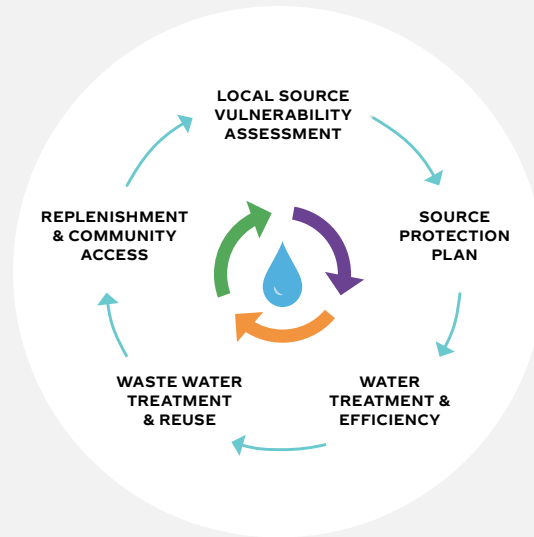 LOCAL SOURCE
VULNERABILITY
ASSESSMENT
SOURCE
PROTECTION
PLAN
WATER
TREATMENT &
EFFICIENCY
WASTE WATER
TREATMENT
& REUSE
REPLENISHMENT
& COMMUNITY
ACCESS